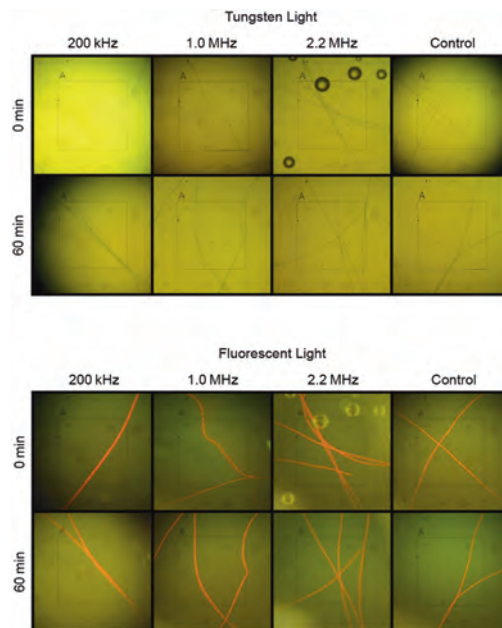 Tungsten Light
200 kHz 1.0 MHz 2.2 MHz Control
0 min
A A A A
60 min
A A A A
Fluorescent Light
200 kHz 1.0 MHz 2.2 MHz Control
0 min
60 min
A